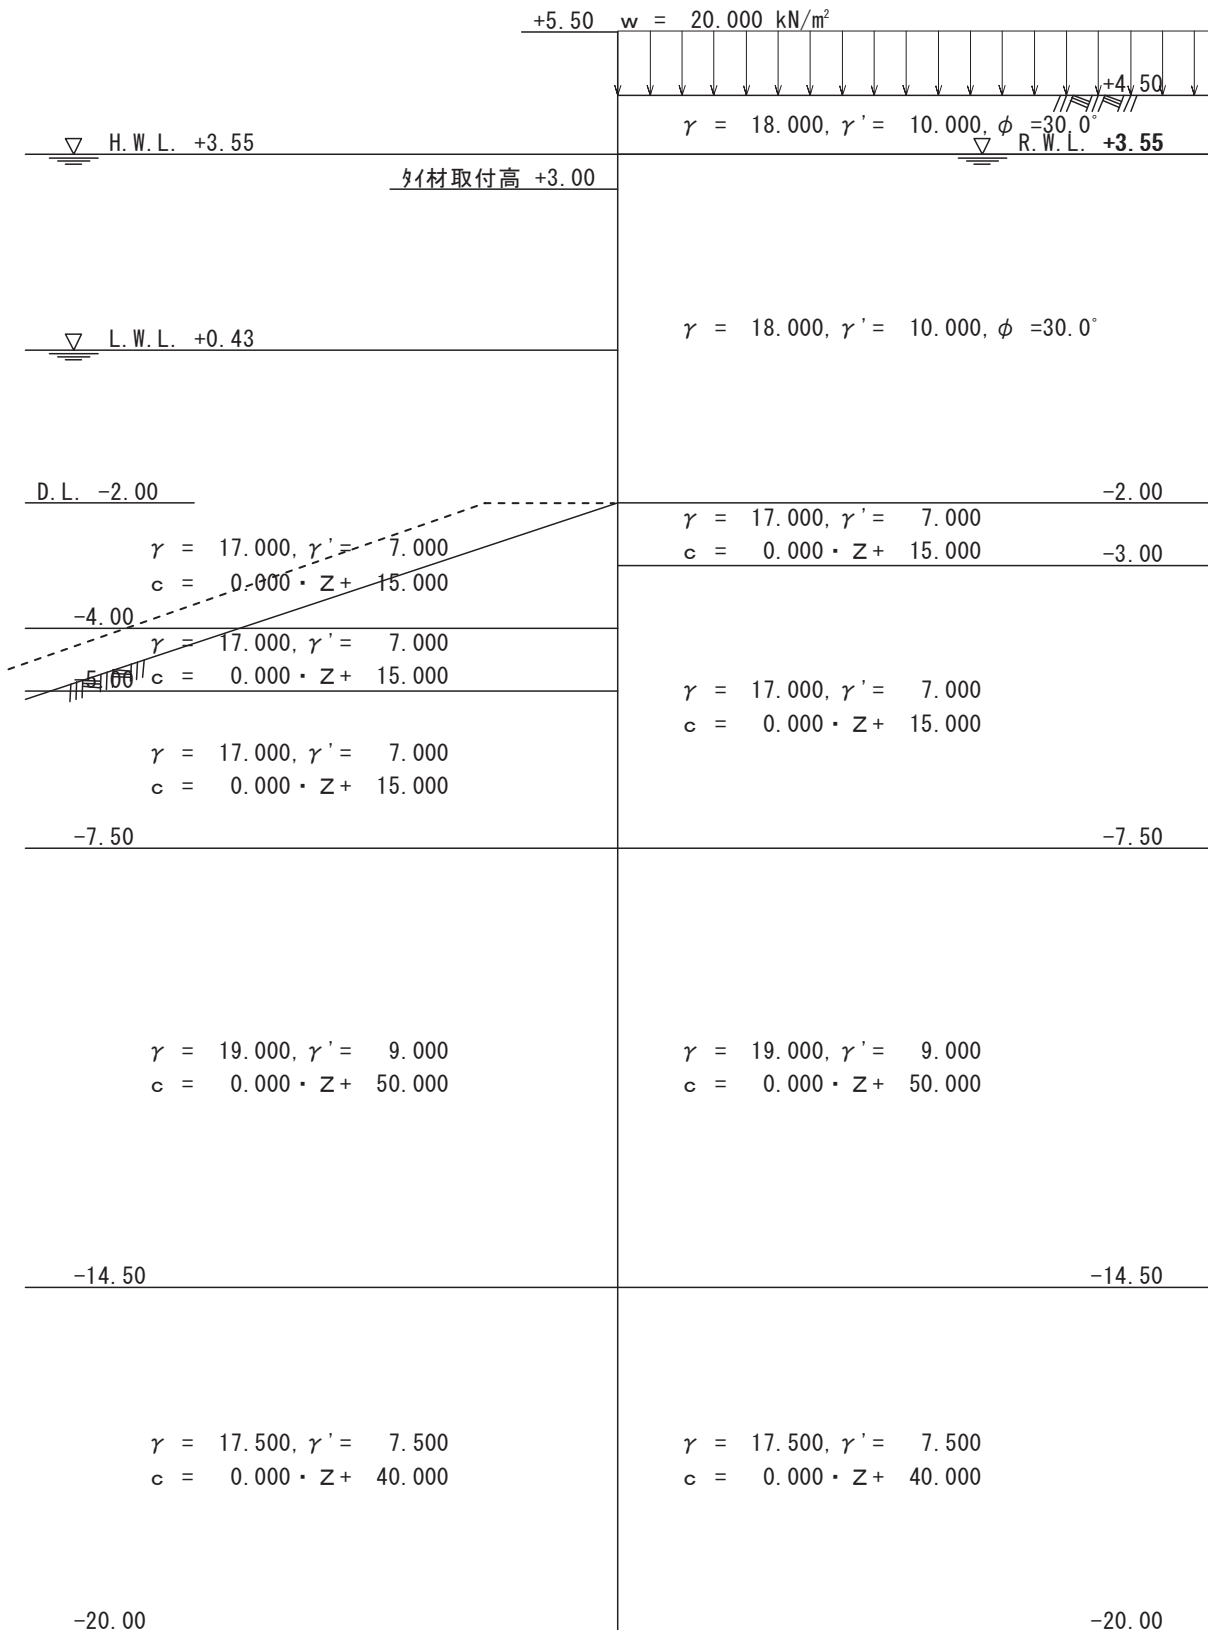 +5.50 w = 20.000 kN/m²
+4.50
γ = 18.000, γ'= 10.000, φ =30.0°
H.W.L. +3.55
R.W.L. +3.55
ﾀｲ材取付高 +3.00
γ = 18.000, γ'= 10.000, φ =30.0°
L.W.L. +0.43
D.L. -2.00
-2.00
γ = 17.000, γ'= 7.000
c = 0.000・Z+ 15.000
-3.00
γ = 17.000, γ'= 7.000
c = 0.000・Z+ 15.000
-4.00
γ = 17.000, γ'= 7.000
-5.00 c = 0.000・Z+ 15.000
γ = 17.000, γ'= 7.000
c = 0.000・Z+ 15.000
γ = 17.000, γ'= 7.000
c = 0.000・Z+ 15.000
-7.50
-7.50
γ = 19.000, γ'= 9.000
c = 0.000・Z+ 50.000
γ = 19.000, γ'= 9.000
c = 0.000・Z+ 50.000
-14.50
-14.50
γ = 17.500, γ'= 7.500
c = 0.000・Z+ 40.000
γ = 17.500, γ'= 7.500
c = 0.000・Z+ 40.000
-20.00
-20.00